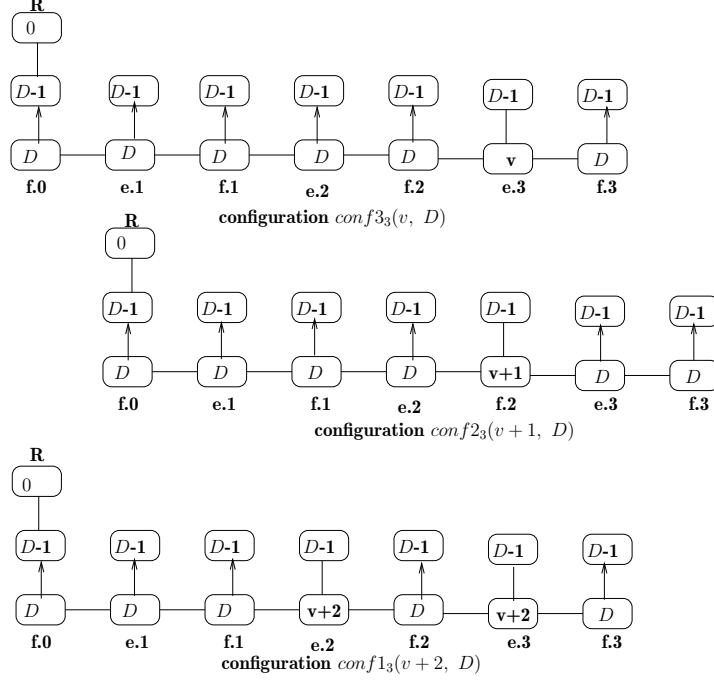 R
0
D-1 D-1 D-1 D-1 D-1 D-1 D-1
D D D D D v D
f.0 e.1 f.1 e.2 f.2 e.3 f.3
configuration conf3₃(v, D)
R
0
D-1 D-1 D-1 D-1 D-1 D-1 D-1
D D D D v+1 D D
f.0 e.1 f.1 e.2 f.2 e.3 f.3
configuration conf2₃(v + 1, D)
R
0
D-1 D-1 D-1 D-1 D-1 D-1 D-1
D D D v+2 D v+2 D
f.0 e.1 f.1 e.2 f.2 e.3 f.3
configuration conf1₃(v + 2, D)